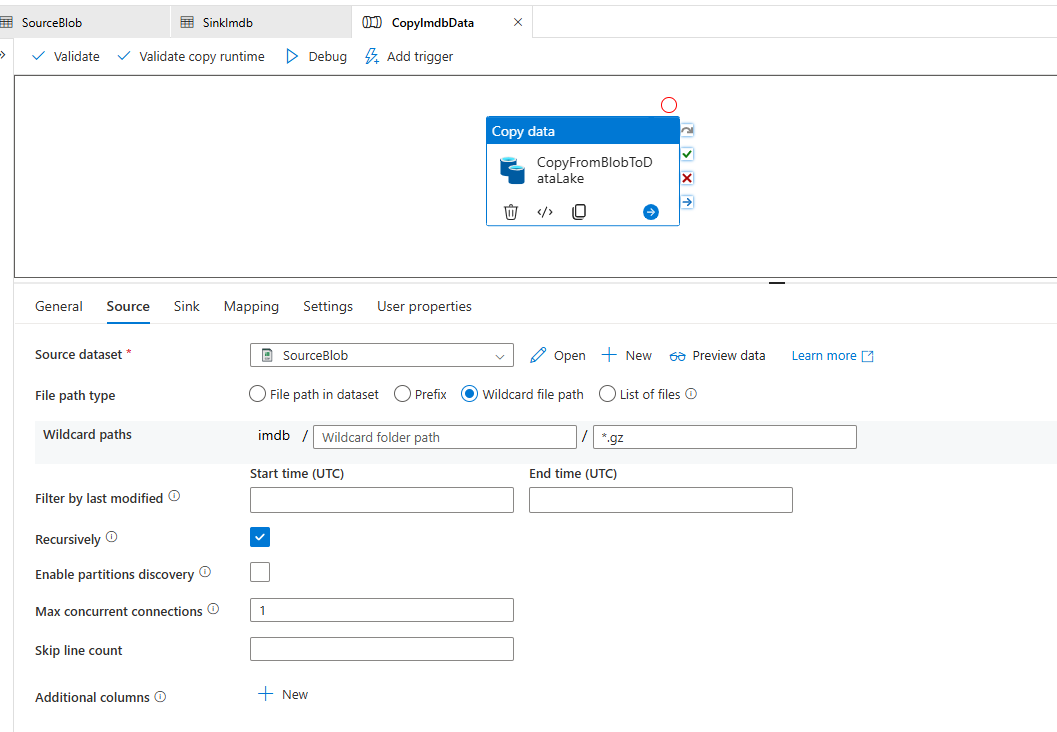 SourceBlob
SinkImdb
CopyImdbData
Validate
Validate copy runtime
Debug
Add trigger
Copy data
CopyFromBlobToD
ataLake
General
Source
Sink
Mapping
Settings
User properties
Source dataset *
SourceBlob
Open
New
Preview data
Learn more
File path type
File path in dataset
Prefix
Wildcard file path
List of files
Wildcard paths
imdb / Wildcard folder path / *.gz
Start time (UTC)
End time (UTC)
Filter by last modified
Recursively
Enable partitions discovery
Max concurrent connections
1
Skip line count
Additional columns
New